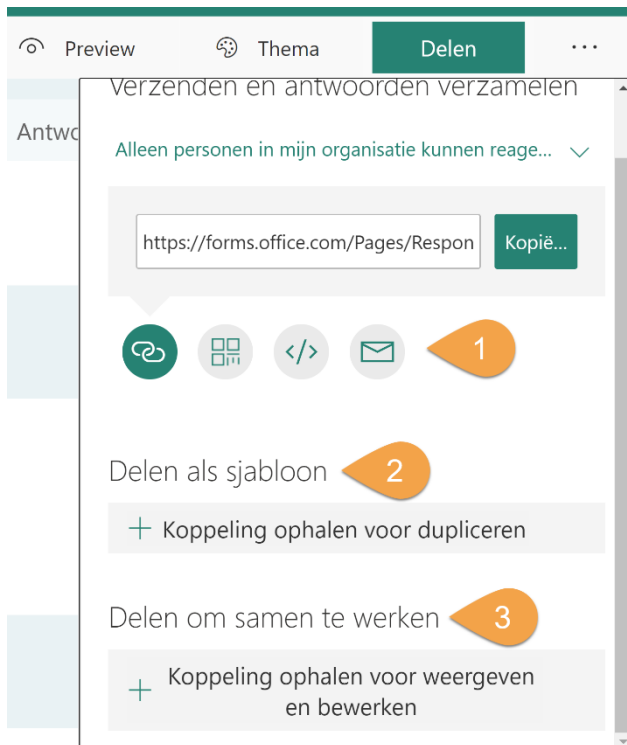 Preview
Thema
Delen
...
Verzenden en antwoorden verzamelen
Antwo
Alleen personen in mijn organisatie kunnen reage...
https://forms.office.com/Pages/Respon
Kopië...
</>
1
Delen als sjabloon
2
+ Koppeling ophalen voor dupliceren
Delen om samen te werken
3
+ Koppeling ophalen voor weergeven
en bewerken